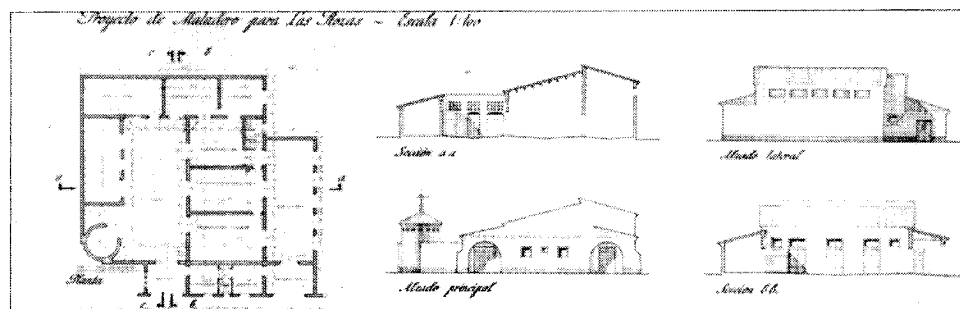 Proyecto de Matadero para Las Rozas - Escala 1:100
Planta
Sección a.a.
Alzado lateral
Alzado principal
Sección b.b.